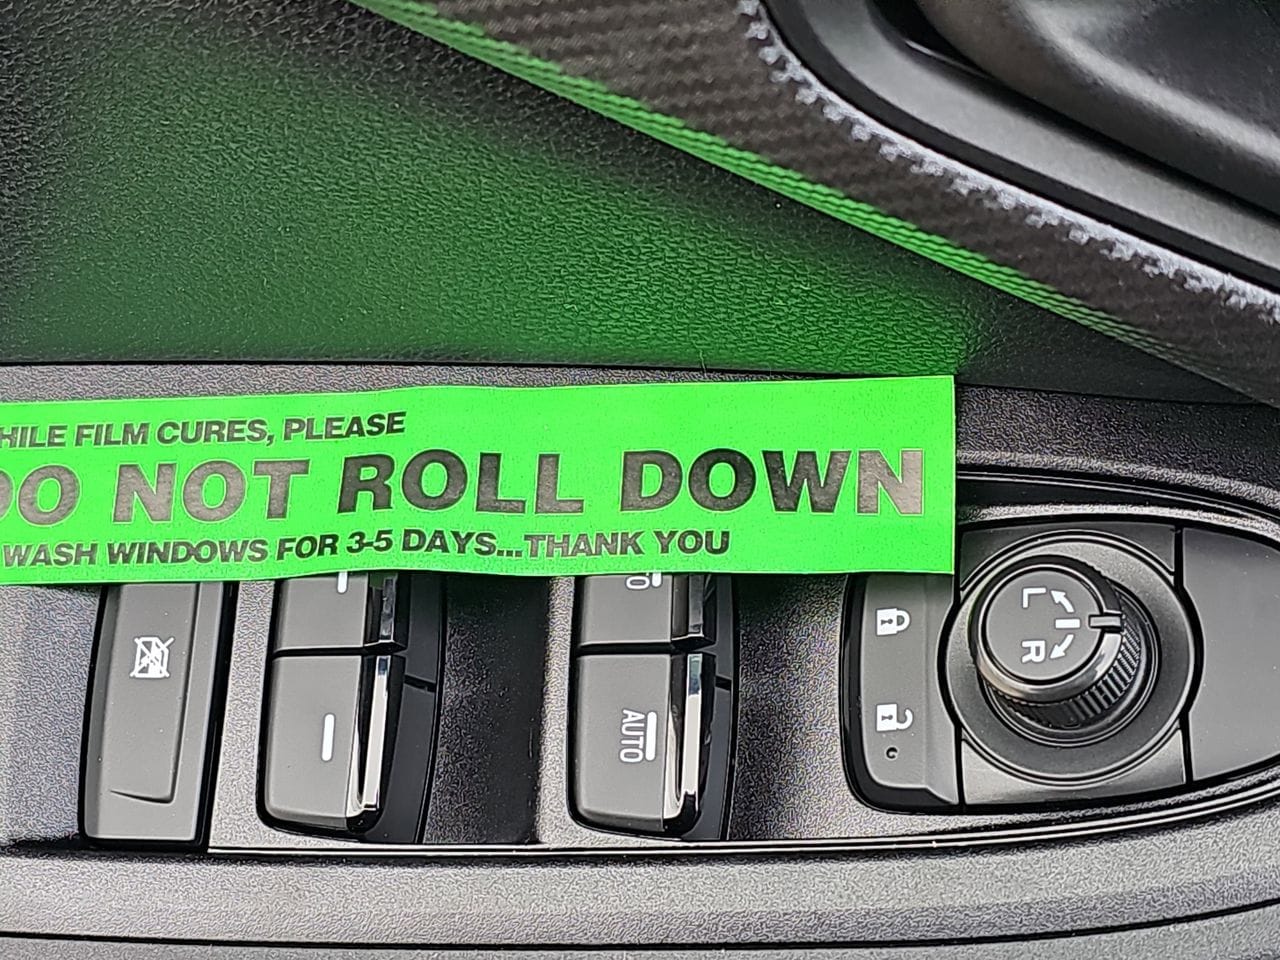 HILE FILM CURES, PLEASE
DO NOT ROLL DOWN
WASH WINDOWS FOR 3-5 DAYS...THANK YOU
AUTO
L
R